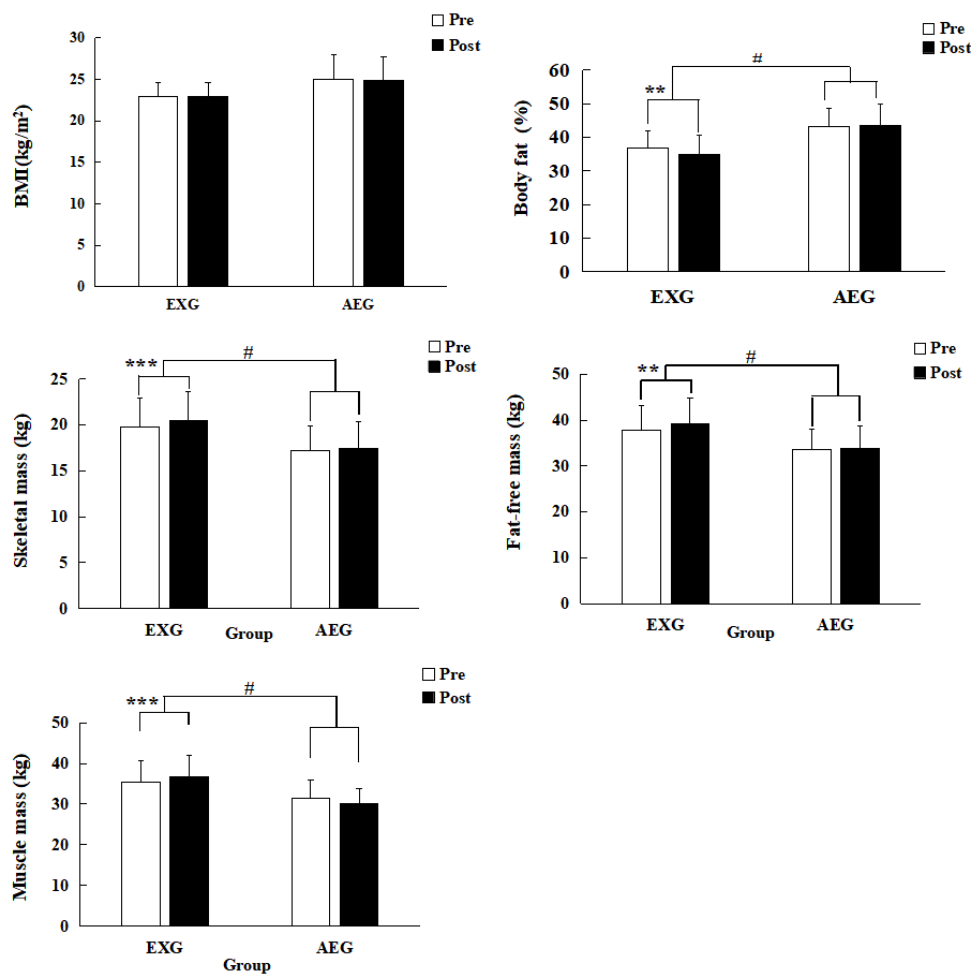 Pre
Post
BMI(kg/m²)
30
25
20
15
10
5
0
EXG
AEG
Pre
Post
Body fat (%)
60
50
40
30
20
10
0
**
#
EXG
AEG
Pre
Post
Skeletal mass (kg)
25
20
15
10
5
0
***
#
EXG
AEG
Group
Pre
Post
Fat-free mass (kg)
50
40
30
20
10
0
**
#
EXG
AEG
Group
Pre
Post
Muscle mass (kg)
50
40
30
20
10
0
***
#
EXG
AEG
Group